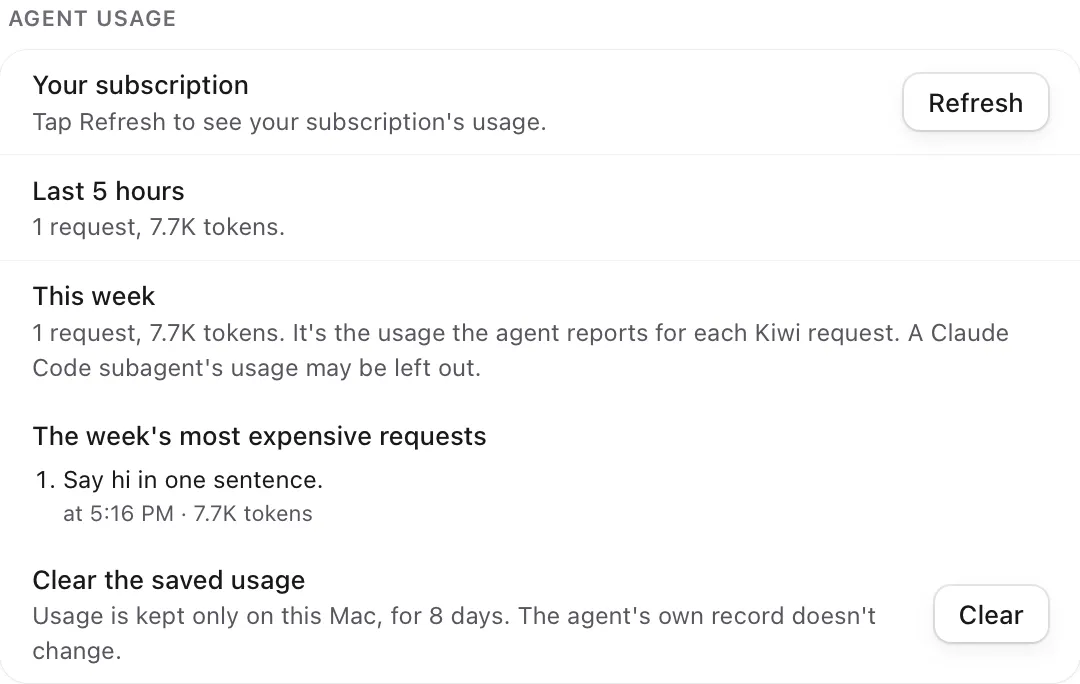 AGENT USAGE
Your subscription
Tap Refresh to see your subscription's usage.
Refresh
Last 5 hours
1 request, 7.7K tokens.
This week
1 request, 7.7K tokens. It's the usage the agent reports for each Kiwi request. A Claude
Code subagent's usage may be left out.
The week's most expensive requests
1. Say hi in one sentence.
at 5:16 PM · 7.7K tokens
Clear the saved usage
Usage is kept only on this Mac, for 8 days. The agent's own record doesn't
change.
Clear